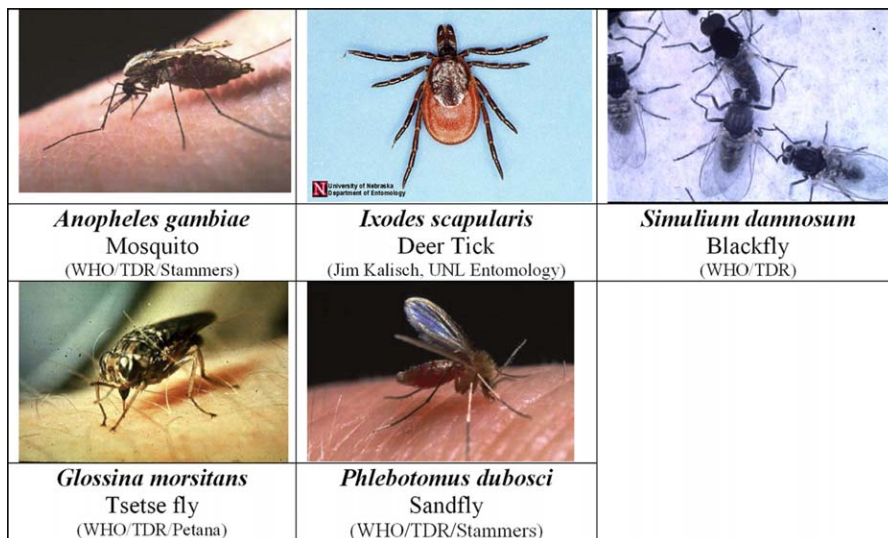 N University of Nebraska
Department of Entomology
Anopheles gambiae
Mosquito
(WHO/TDR/Stammers)
Ixodes scapularis
Deer Tick
(Jim Kalisch, UNL Entomology)
Simulium damnosum
Blackfly
(WHO/TDR)
Glossina morsitans
Tsetse fly
(WHO/TDR/Petana)
Phlebotomus dubosci
Sandfly
(WHO/TDR/Stammers)